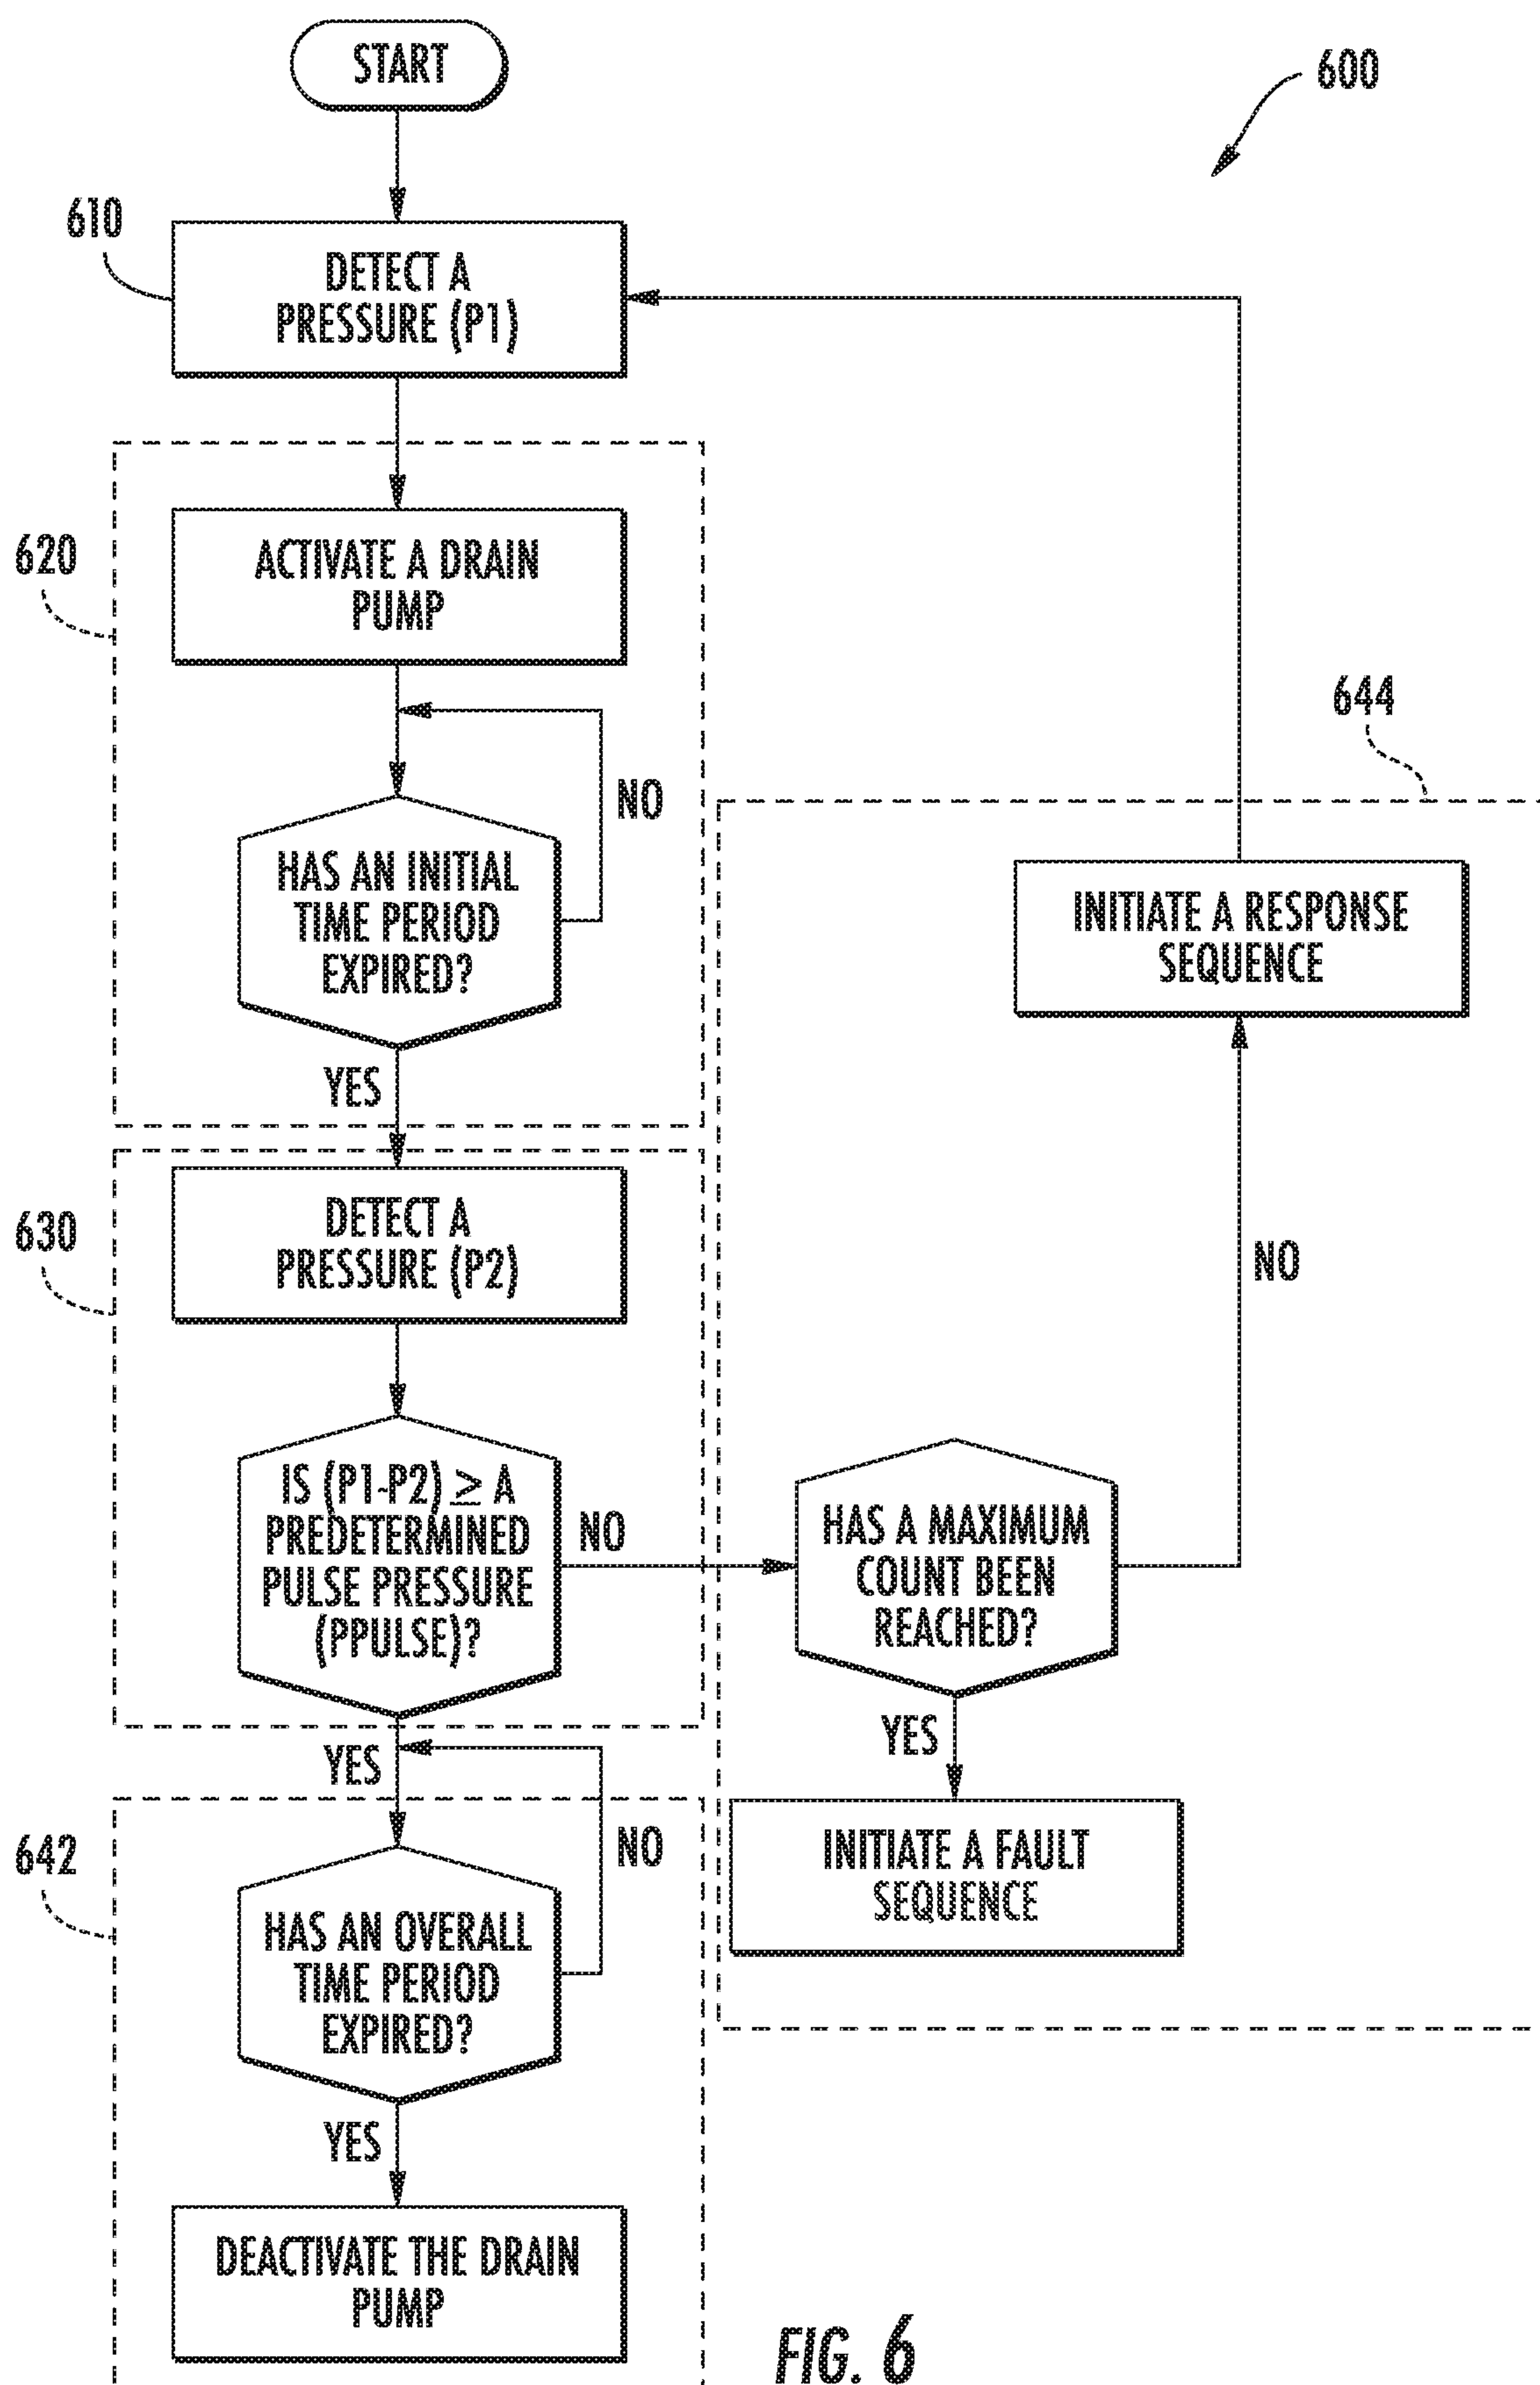 START
600
610
DETECT A
PRESSURE (P1)
620
ACTIVATE A DRAIN
PUMP
NO
HAS AN INITIAL
TIME PERIOD
EXPIRED?
YES
644
INITIATE A RESPONSE
SEQUENCE
630
DETECT A
PRESSURE (P2)
NO
IS (P1-P2) ≥ A
PREDETERMINED
PULSE PRESSURE
(PPULSE)?
NO
HAS A MAXIMUM
COUNT BEEN
REACHED?
YES
YES
642
NO
INITIATE A FAULT
SEQUENCE
HAS AN OVERALL
TIME PERIOD
EXPIRED?
YES
DEACTIVATE THE DRAIN
PUMP
FIG. 6